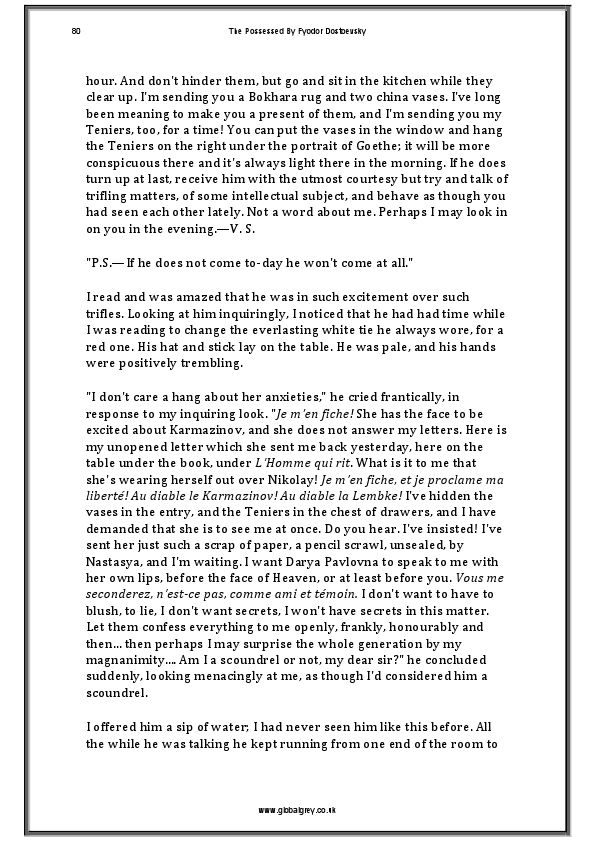 80
The Possessed By Fyodor Dostoevsky
hour. And don't hinder them, but go and sit in the kitchen while they
clear up. I'm sending you a Bokhara rug and two china vases. I've long
been meaning to make you a present of them, and I'm sending you my
Teniers, too, for a time! You can put the vases in the window and hang
the Teniers on the right under the portrait of Goethe; it will be more
conspicuous there and it's always light there in the morning. If he does
turn up at last, receive him with the utmost courtesy but try and talk of
trifling matters, of some intellectual subject, and behave as though you
had seen each other lately. Not a word about me. Perhaps I may look in
on you in the evening.—V. S.
"P.S.— If he does not come to-day he won't come at all."
I read and was amazed that he was in such excitement over such
trifles. Looking at him inquiringly, I noticed that he had had time while
I was reading to change the everlasting white tie he always wore, for a
red one. His hat and stick lay on the table. He was pale, and his hands
were positively trembling.
"I don't care a hang about her anxieties," he cried frantically, in
response to my inquiring look. "Je m'en fiche! She has the face to be
excited about Karmazinov, and she does not answer my letters. Here is
my unopened letter which she sent me back yesterday, here on the
table under the book, under L'Homme qui rit. What is it to me that
she's wearing herself out over Nikolay! Je m'en fiche, et je proclame ma
liberté! Au diable le Karmazinov! Au diable la Lembke! I've hidden the
vases in the entry, and the Teniers in the chest of drawers, and I have
demanded that she is to see me at once. Do you hear. I've insisted! I've
sent her just such a scrap of paper, a pencil scrawl, unsealed, by
Nastasya, and I'm waiting. I want Darya Pavlovna to speak to me with
her own lips, before the face of Heaven, or at least before you. Vous me
seconderez, n'est-ce pas, comme ami et témoin. I don't want to have to
blush, to lie, I don't want secrets, I won't have secrets in this matter.
Let them confess everything to me openly, frankly, honourably and
then... then perhaps I may surprise the whole generation by my
magnanimity.... Am I a scoundrel or not, my dear sir?" he concluded
suddenly, looking menacingly at me, as though I'd considered him a
scoundrel.
I offered him a sip of water; I had never seen him like this before. All
the while he was talking he kept running from one end of the room to
www.globalgrey.co.uk